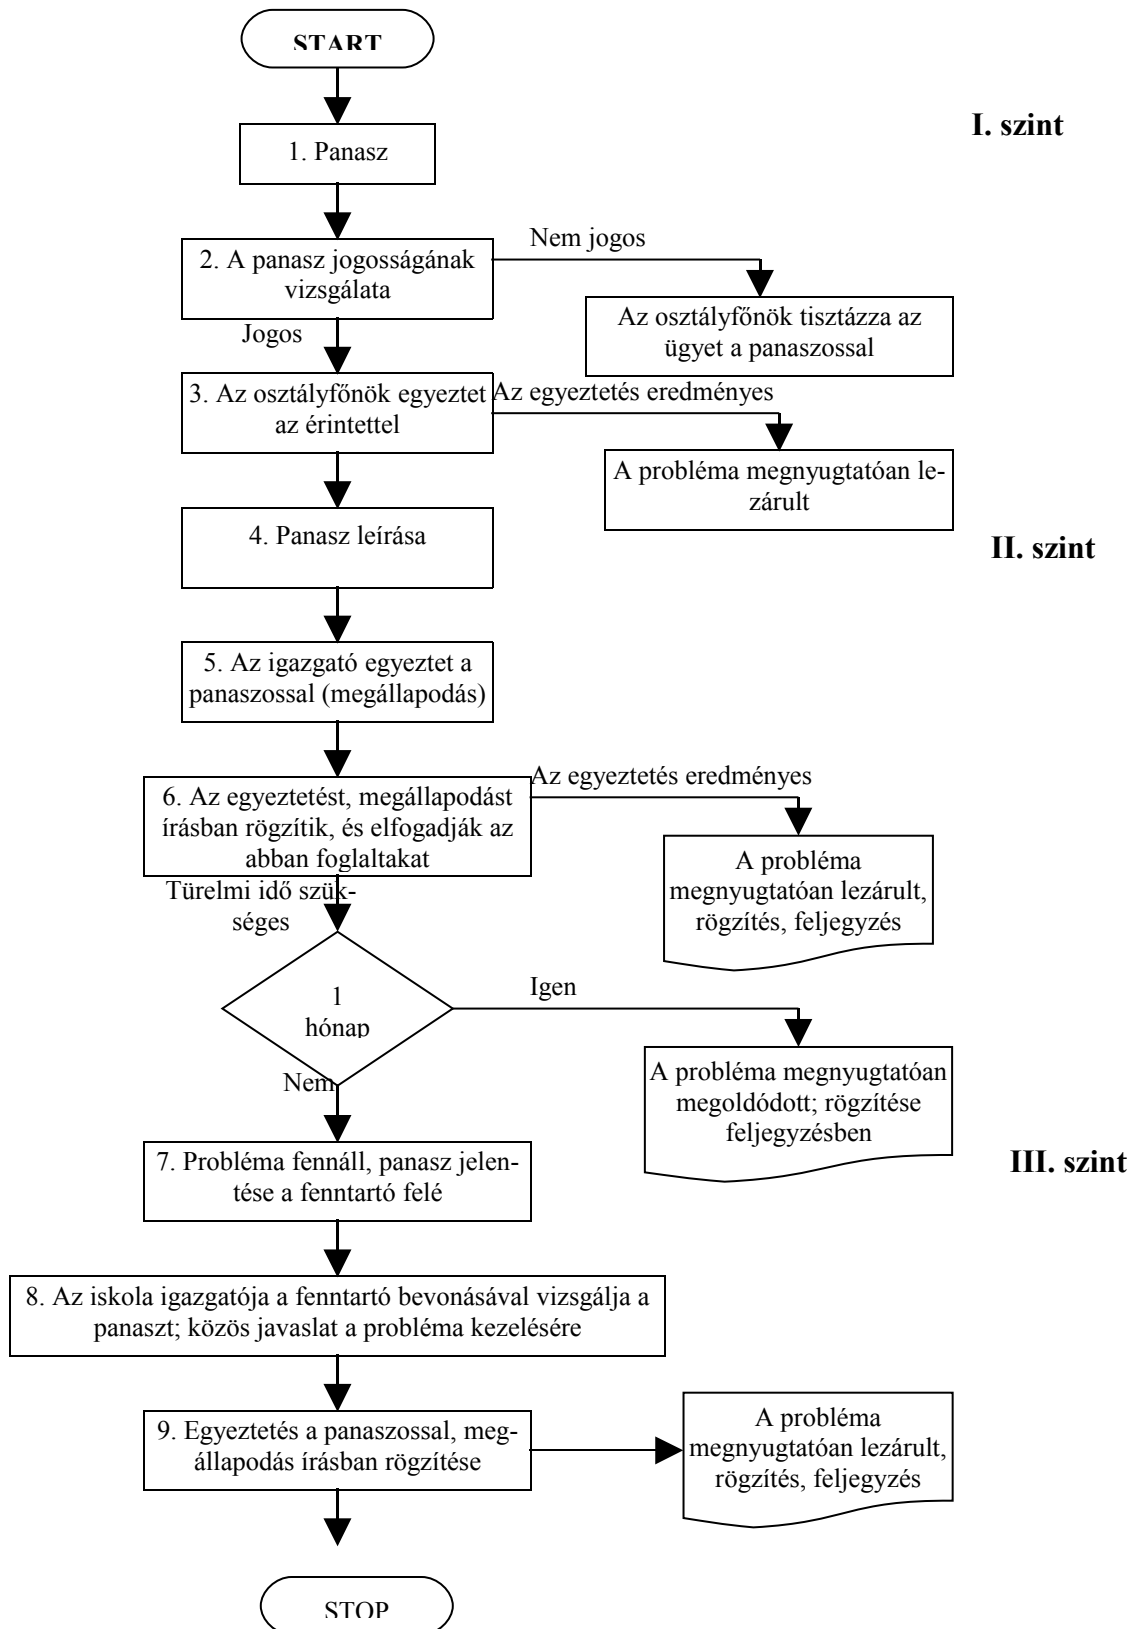 START
I. szint
1. Panasz
Nem jogos
2. A panasz jogosságának
vizsgálata
Az osztályfőnök tisztázza az
ügyet a panaszossal
Jogos
3. Az osztályfőnök egyeztet
az érintettel
Az egyeztetés eredményes
A probléma megnyugtatóan le-
zárult
4. Panasz leírása
II. szint
5. Az igazgató egyeztet a
panaszossal (megállapodás)
Az egyeztetés eredményes
6. Az egyeztetést, megállapodást
írásban rögzítik, és elfogadják az
abban foglaltakat
A probléma
megnyugtatóan lezárult,
rögzítés, feljegyzés
Türelmi idő szük-
séges
1
hónap
Igen
A probléma megnyugtatóan
megoldódott; rögzítése
feljegyzésben
Nem
III. szint
7. Probléma fennáll, panasz jelen-
tése a fenntartó felé
8. Az iskola igazgatója a fenntartó bevonásával vizsgálja a
panaszt; közös javaslat a probléma kezelésére
9. Egyeztetés a panaszossal, meg-
állapodás írásban rögzítése
A probléma
megnyugtatóan lezárult,
rögzítés, feljegyzés
STOP